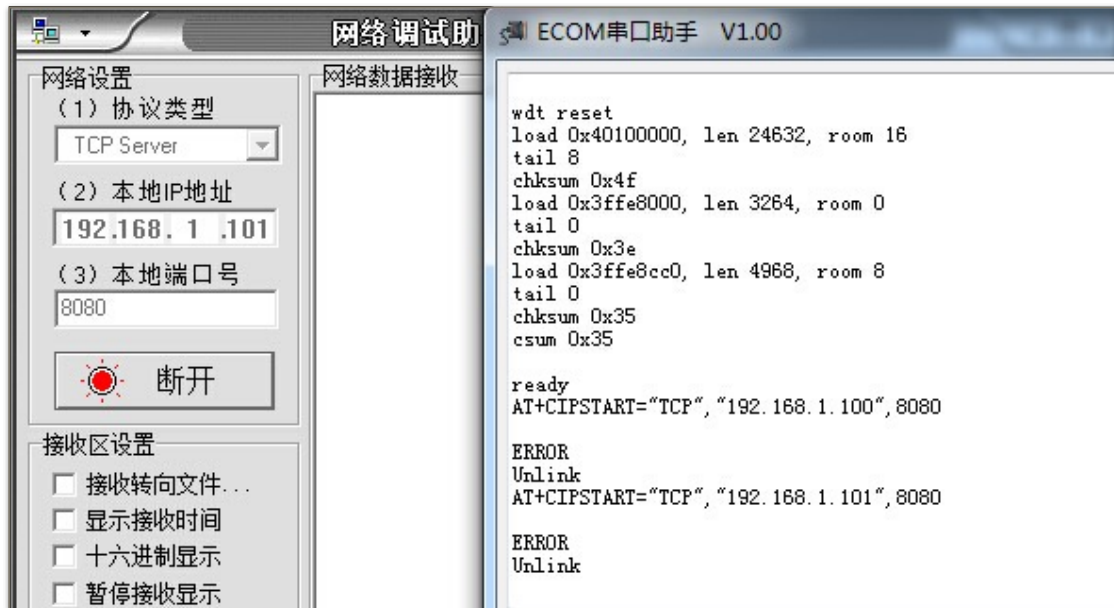 网络调试助
网络设置
（1）协议类型
TCP Server
（2）本地IP地址
192.168. 1 .101
（3）本地端口号
8080
断开
接收区设置
接收转向文件...
显示接收时间
十六进制显示
暂停接收显示
网络数据接收
ECOM串口助手 V1.00
wdt reset
load 0x40100000, len 24632, room 16
tail 8
chksum 0x4f
load 0x3ffe8000, len 3264, room 0
tail 0
chksum 0x3e
load 0x3ffe8cc0, len 4968, room 8
tail 0
chksum 0x35
csum 0x35
ready
AT+CIPSTART="TCP","192.168.1.100",8080
ERROR
Unlink
AT+CIPSTART="TCP","192.168.1.101",8080
ERROR
Unlink